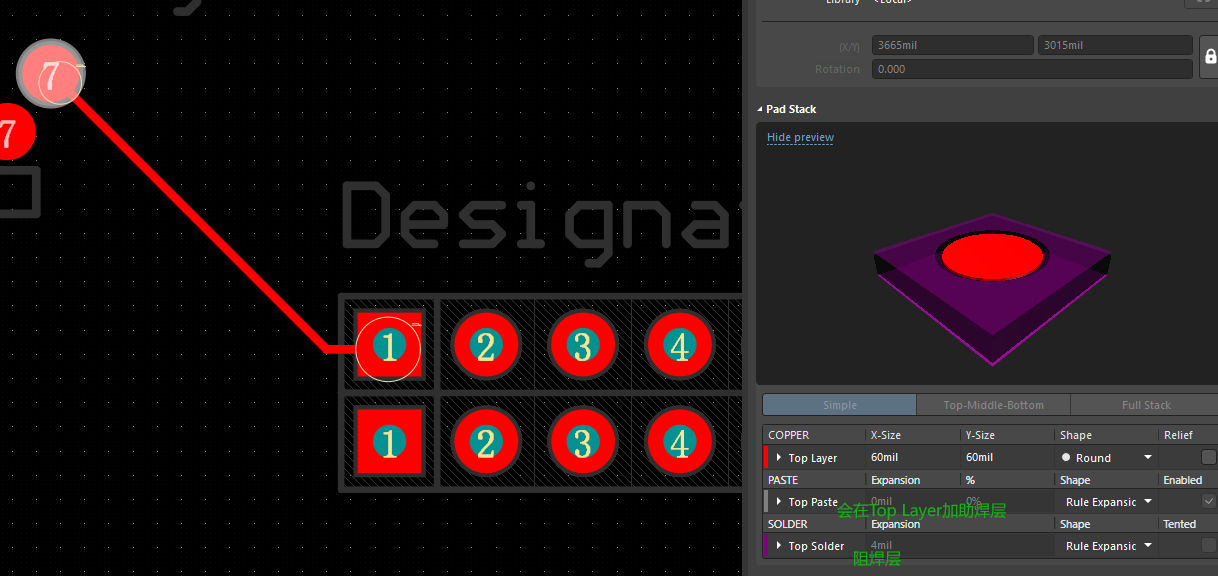 Library <Local>
(X/Y) 3665mil 3015mil
Rotation 0.000
Pad Stack
Hide preview
7
7
Designa
1 2 3 4
1 2 3 4
Simple Top-Middle-Bottom Full Stack
COPPER X-Size Y-Size Shape Relief
Top Layer 60mil 60mil Round
PASTE Expansion % Shape Enabled
Top Paste 0mil 0% Rule Expansic
会在Top Layer加助焊层
SOLDER Expansion Shape Tented
Top Solder 4mil Rule Expansic
阻焊层